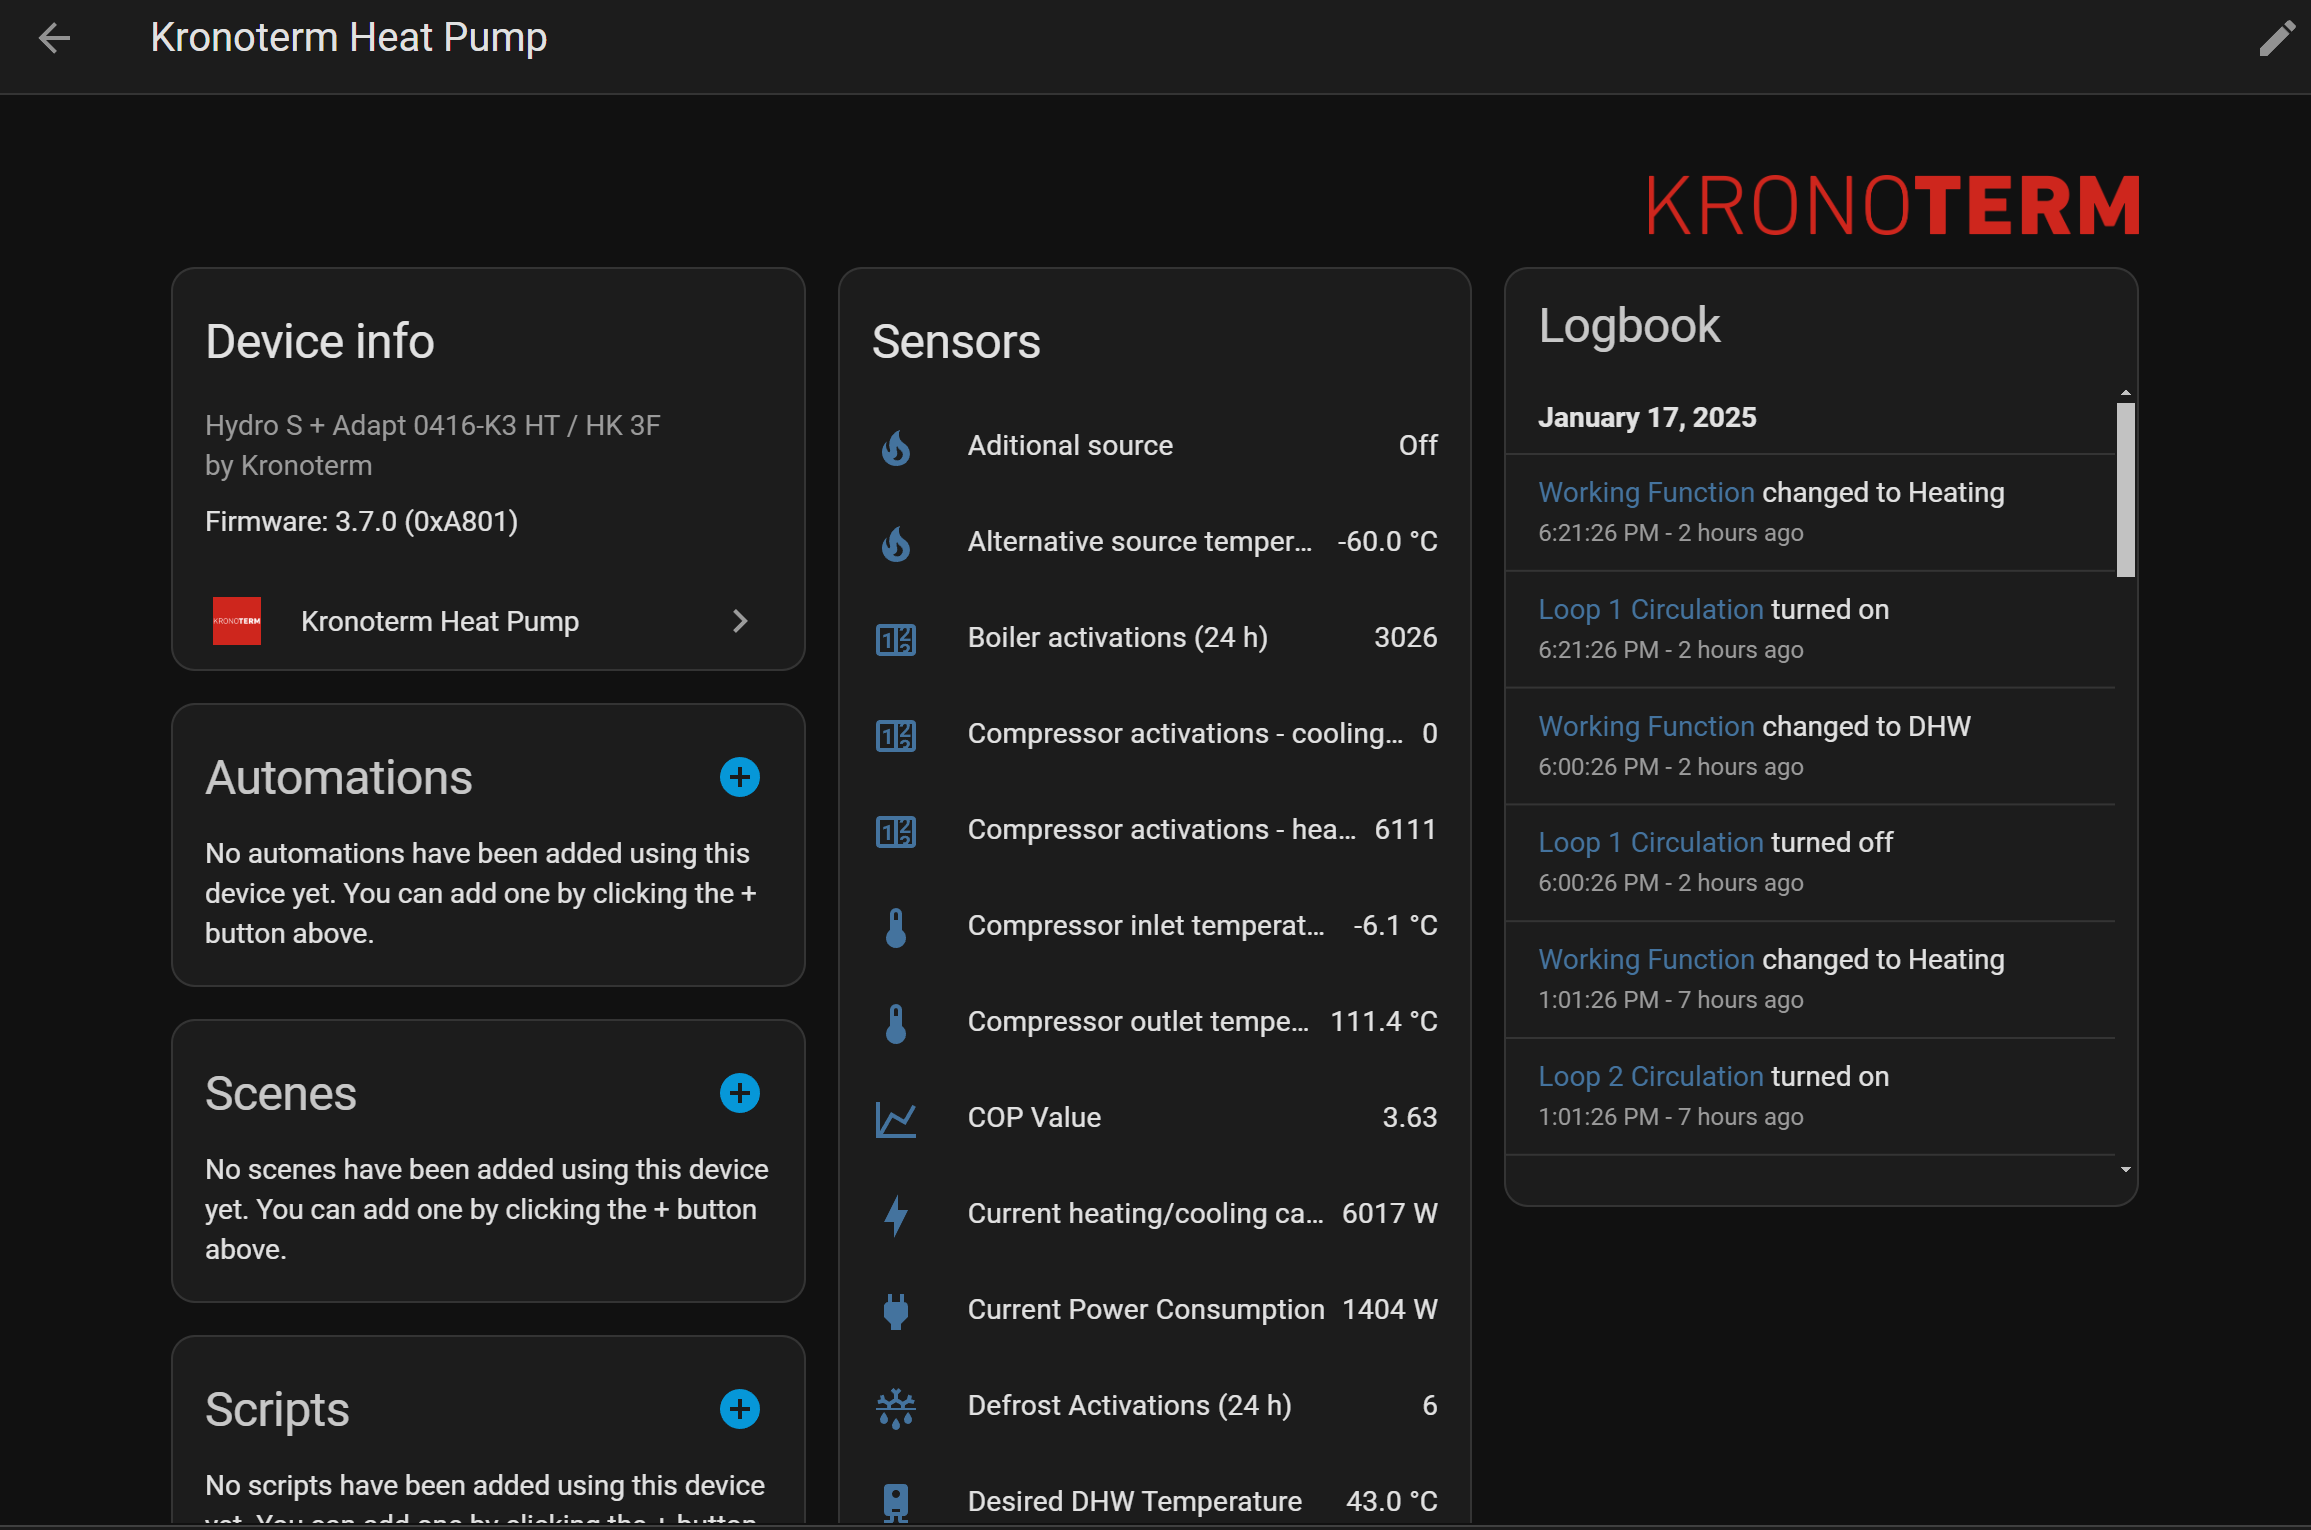 Kronoterm Heat Pump
KRONOTERM
Device info
Hydro S + Adapt 0416-K3 HT / HK 3F
by Kronoterm
Firmware: 3.7.0 (0xA801)
KRONOTERM
Kronoterm Heat Pump
Automations
No automations have been added using this
device yet. You can add one by clicking the +
button above.
Scenes
No scenes have been added using this device
yet. You can add one by clicking the + button
above.
Scripts
No scripts have been added using this device
yet. You can add one by clicking the + button
Sensors
Aditional source Off
Alternative source temper... -60.0 °C
Boiler activations (24 h) 3026
Compressor activations - cooling... 0
Compressor activations - hea... 6111
Compressor inlet temperat... -6.1 °C
Compressor outlet tempe... 111.4 °C
COP Value 3.63
Current heating/cooling ca... 6017 W
Current Power Consumption 1404 W
Defrost Activations (24 h) 6
Desired DHW Temperature 43.0 °C
Logbook
January 17, 2025
Working Function changed to Heating
6:21:26 PM - 2 hours ago
Loop 1 Circulation turned on
6:21:26 PM - 2 hours ago
Working Function changed to DHW
6:00:26 PM - 2 hours ago
Loop 1 Circulation turned off
6:00:26 PM - 2 hours ago
Working Function changed to Heating
1:01:26 PM - 7 hours ago
Loop 2 Circulation turned on
1:01:26 PM - 7 hours ago